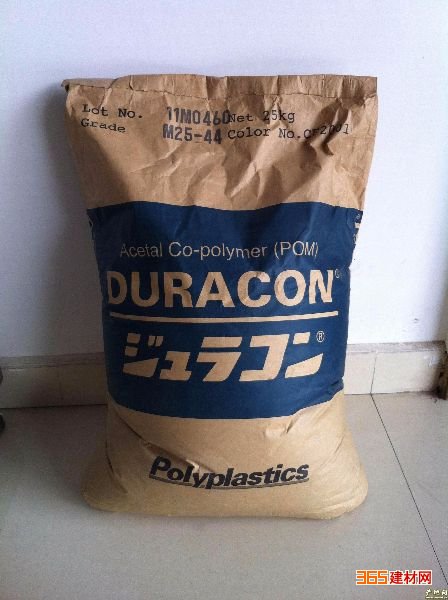 Lot No. 11M0460 Net 25kg
Grade M25-44 Color No.CF2001
Acetal Co-polymer (POM)
DURACON®
ジュラコン®
Polyplastics
365建材网